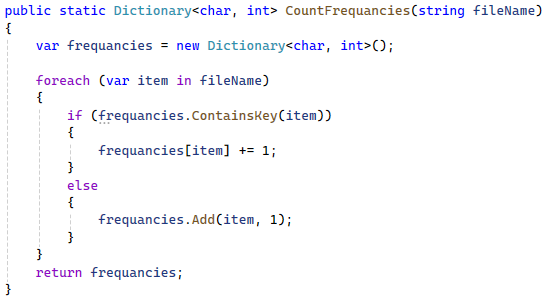 public static Dictionary<char, int> CountFrequancies(string fileName)
{
    var frequancies = new Dictionary<char, int>();

    foreach (var item in fileName)
    {
        if (frequancies.ContainsKey(item))
        {
            frequancies[item] += 1;
        }
        else
        {
            frequancies.Add(item, 1);
        }
    }
    return frequancies;
}